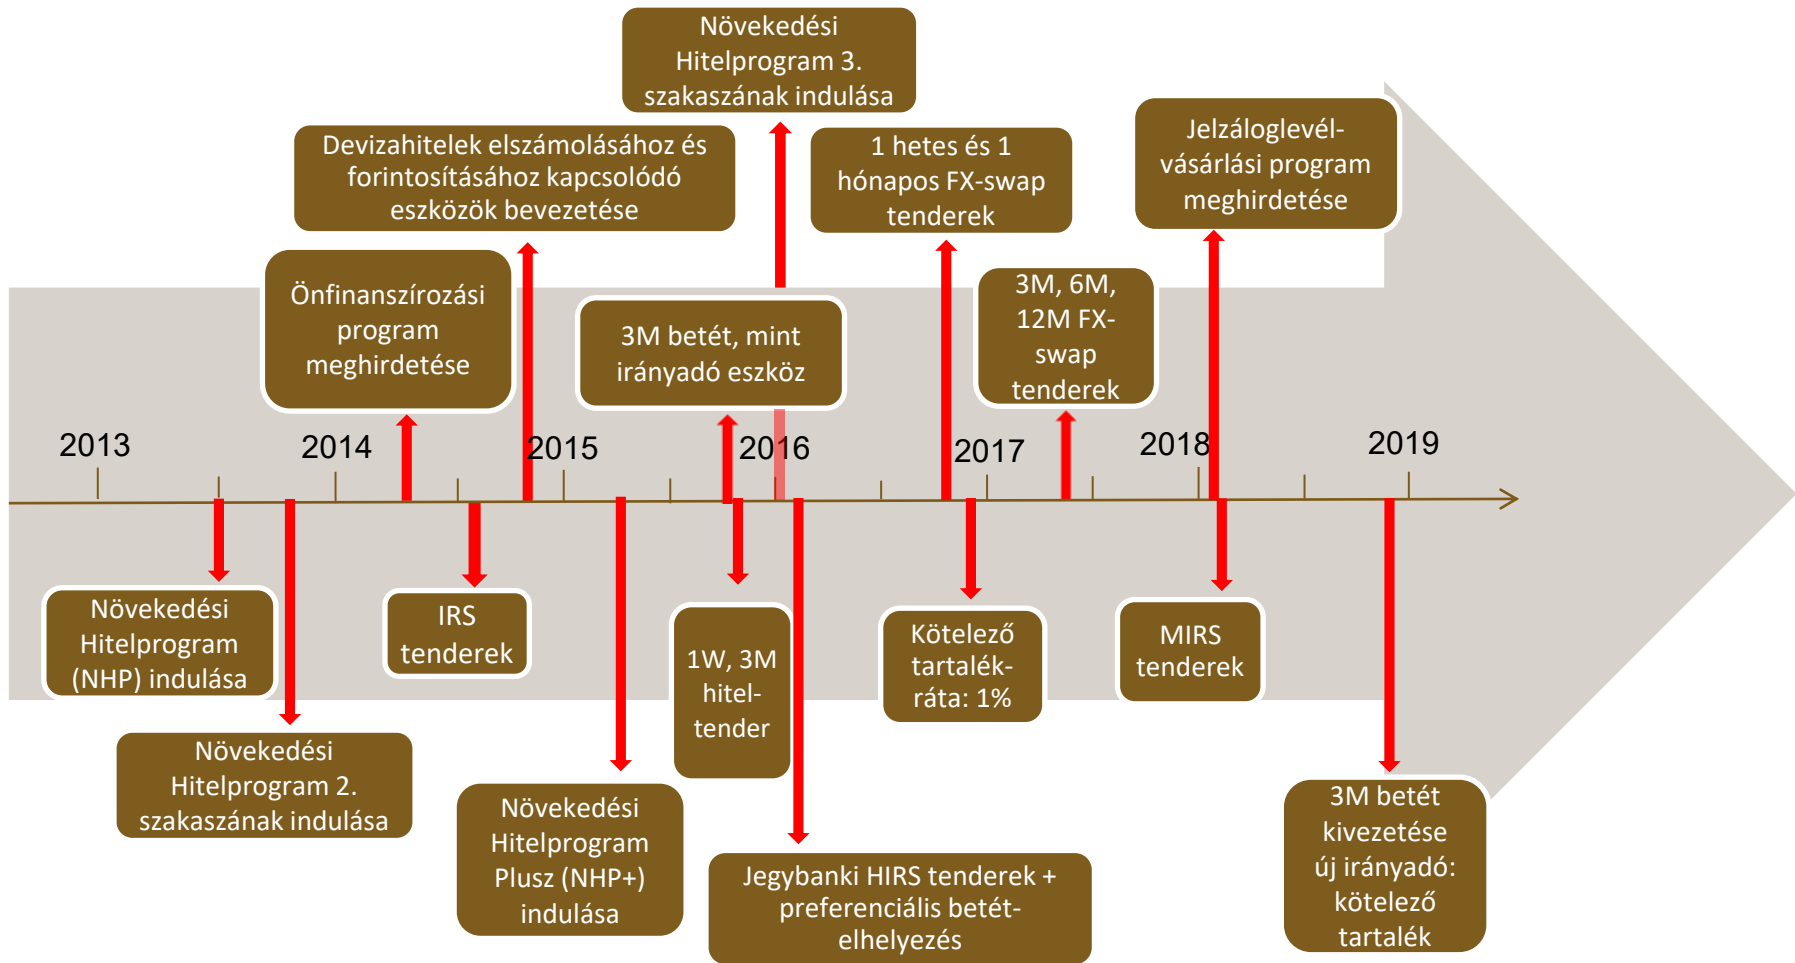 Növekedési
Hitelprogram 3.
szakaszának indulása
Devizahitelek elszámolásához és
forintosításához kapcsolódó
eszközök bevezetése
1 hetes és 1
hónapos FX-swap
tenderek
Jelzáloglevél-
vásárlási program
meghirdetése
Önfinanszírozási
program
meghirdetése
3M betét, mint
irányadó eszköz
3M, 6M,
12M FX-
swap
tenderek
2013
2014
2015
2016
2017
2018
2019
Növekedési
Hitelprogram
(NHP) indulása
IRS
tenderek
1W, 3M
hitel-
tender
Kötelező
tartalék-
ráta: 1%
MIRS
tenderek
Növekedési
Hitelprogram 2.
szakaszának indulása
Növekedési
Hitelprogram
Plusz (NHP+)
indulása
Jegybanki HIRS tenderek +
preferenciális betét-
elhelyezés
3M betét
kivezetése
új irányadó:
kötelező
tartalék